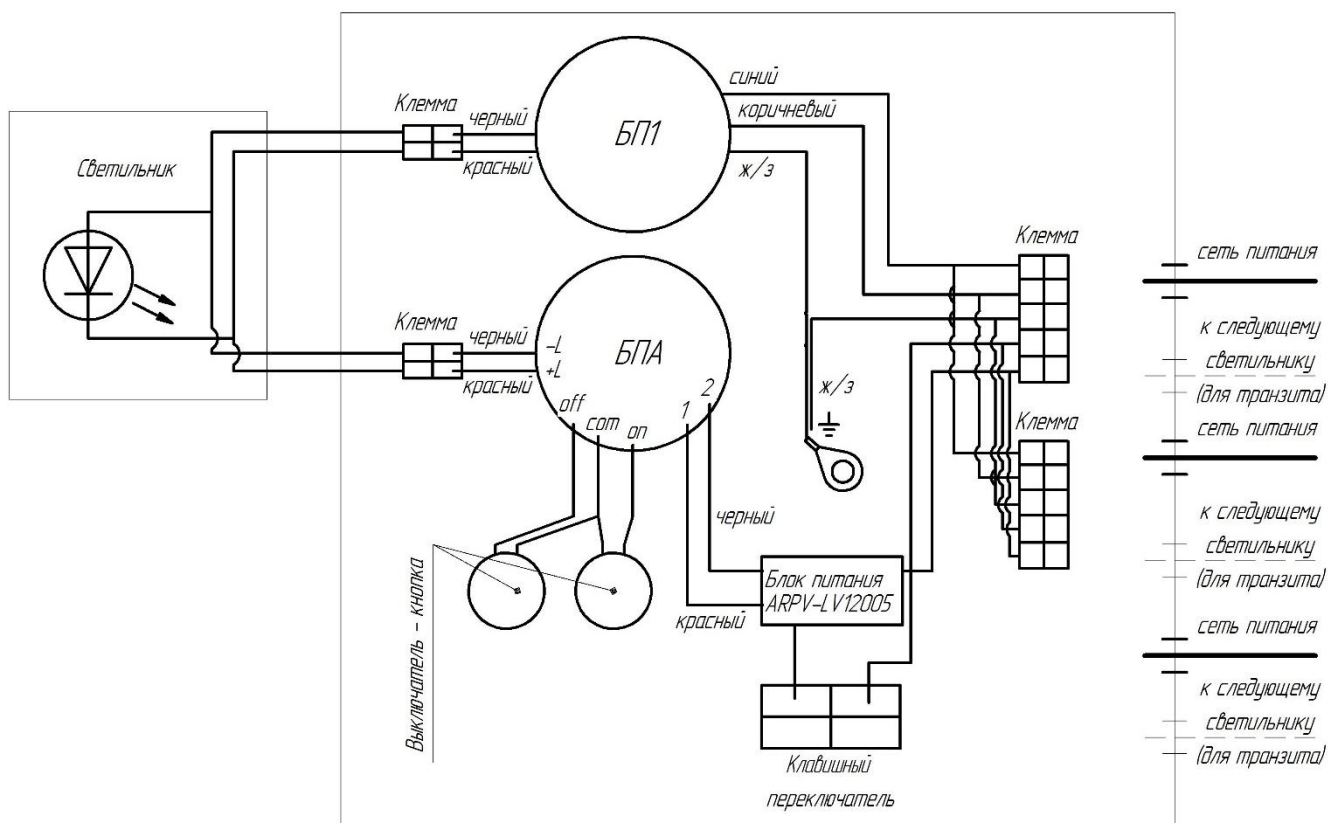 Светильник
Клемма
черный
красный
БП1
синий
коричневый
ж/з
Клемма
черный
красный
-L
+L
БПА
off
com
on
1
2
ж/з
Клемма
Клемма
черный
красный
Блок питания
ARPV-LV12005
Выключатель - кнопка
Клавишный
переключатель
сеть питания
к следующему
светильнику
(для транзита)
сеть питания
к следующему
светильнику
(для транзита)
сеть питания
к следующему
светильнику
(для транзита)